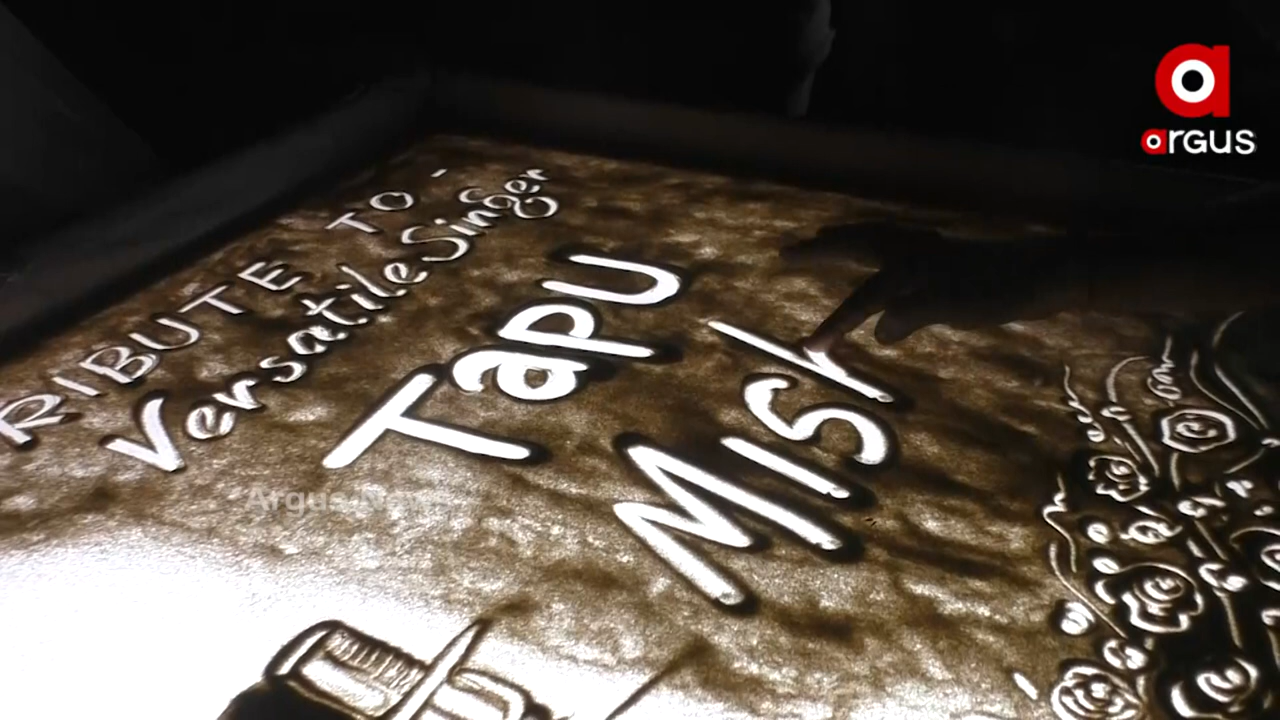 RIBUTE TO -
Versatile Singer
Tapu
Mish
argus
Argus News